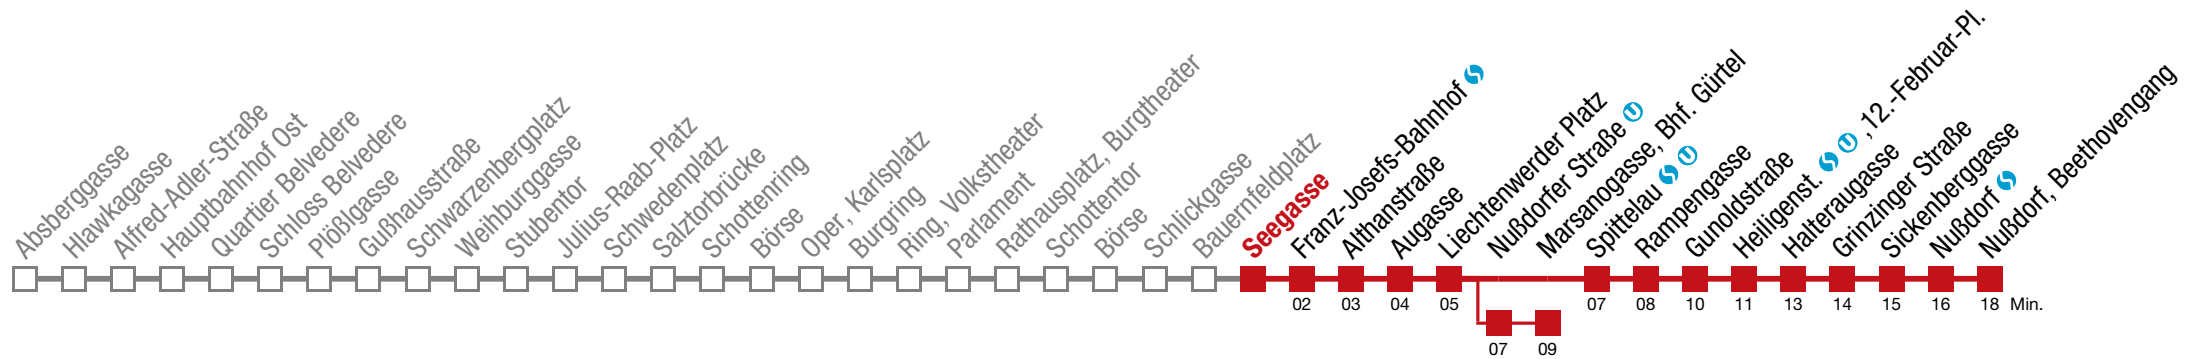 Absberggasse
Hlawkagasse
Alfred-Adler-Straße
Hauptbahnhof Ost
Quartier Belvedere
Schloss Belvedere
Plößlgasse
Gußhausstraße
Schwarzenbergplatz
Weihburggasse
Stubentor
Julius-Raab-Platz
Schwedenplatz
Salztorbrücke
Schottenring
Börse
Oper, Karlsplatz
Burgring
Ring, Volkstheater
Parlament
Rathausplatz, Burgtheater
Schottentor
Börse
Schlickgasse
Bauernfeldplatz
Seegasse
Franz-Josefs-Bahnhof S
Althanstraße
Augasse
Liechtenwerder Platz
Nußdorfer Straße U
Marsanogasse, Bhf. Gürtel
Spittelau S U
Rampengasse
Gunoldstraße
Heiligenst. S U ,12.-Februar-Pl.
Halteraugasse
Grinzinger Straße
Sickenberggasse
Nußdorf S
Nußdorf, Beethovengang
02 03 04 05 07 08 10 11 13 14 15 16 18 Min.
07 09